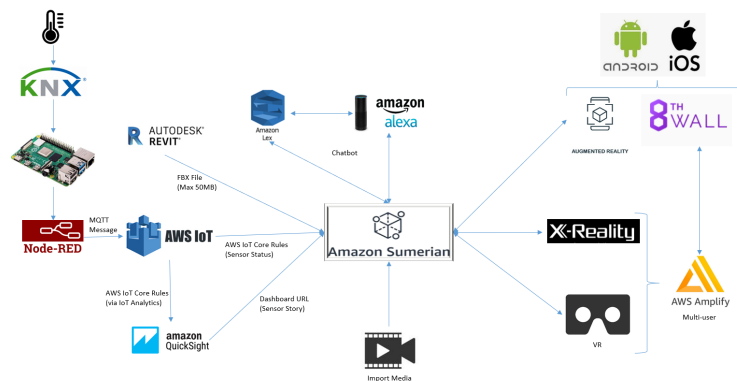 KNX®
AUTODESK®
REVIT®
FBX File
(Max 50MB)
Node-RED
MQTT
Message
AWS IoT
AWS IoT Core Rules
(Sensor Status)
AWS IoT Core Rules
(via IoT Analytics)
amazon
QuickSight
Dashboard URL
(Sensor Story)
Amazon
Lex
amazon
alexa
Chatbot
Amazon Sumerian
Import Media
android
iOS
AUGMENTED REALITY
8TH
WALL
X-Reality
VR
AWS Amplify
Multi-user